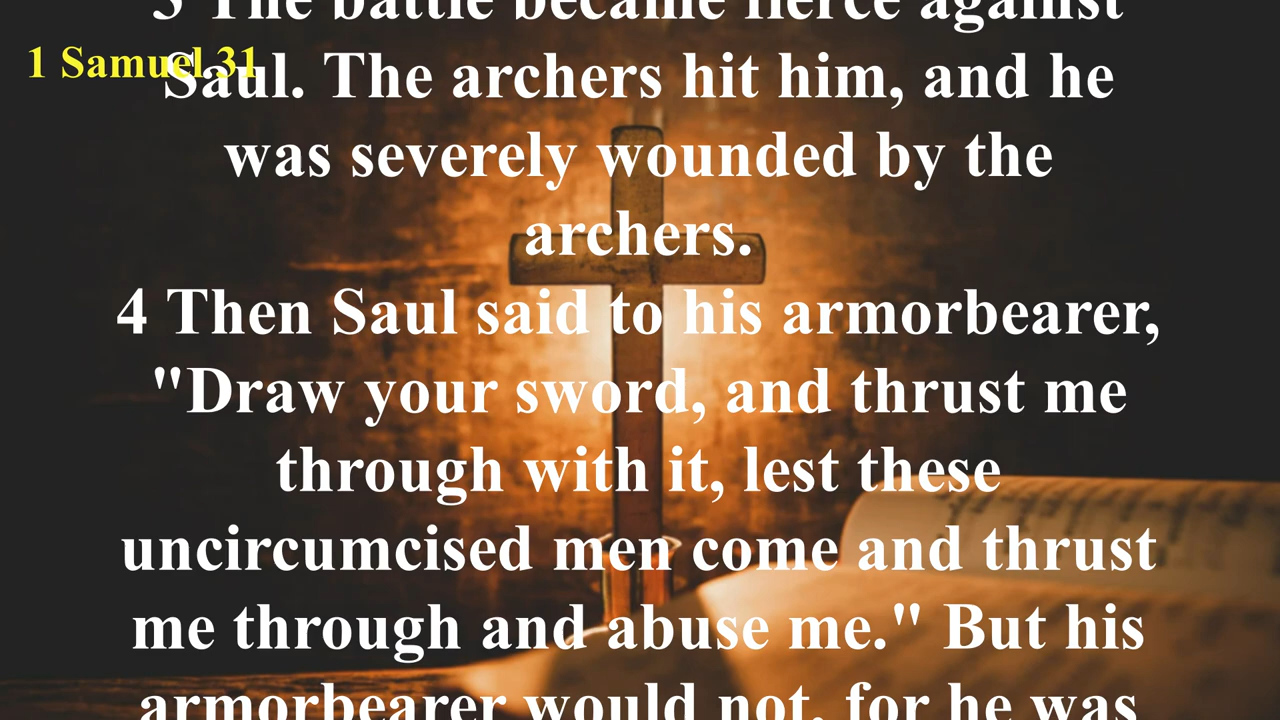 3 The battle became fierce against
1 Samuel 31
Saul. The archers hit him, and he
was severely wounded by the
archers.
4 Then Saul said to his armorbearer,
"Draw your sword, and thrust me
through with it, lest these
uncircumcised men come and thrust
me through and abuse me." But his
armorbearer would not, for he was